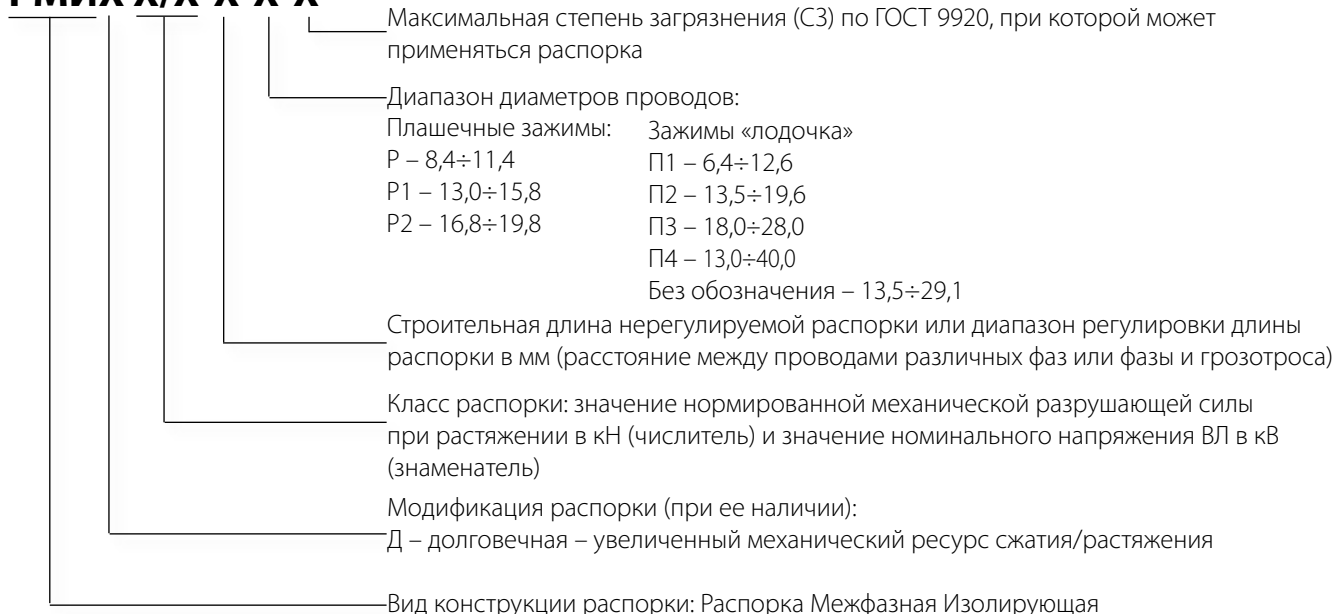 РМИХ-Х/Х-Х-Х-Х
Максимальная степень загрязнения (СЗ) по ГОСТ 9920, при которой может
применяться распорка
Диапазон диаметров проводов:
Плашечные зажимы:
Р – 8,4÷11,4
Р1 – 13,0÷15,8
Р2 – 16,8÷19,8
Зажимы «лодочка»
П1 – 6,4÷12,6
П2 – 13,5÷19,6
П3 – 18,0÷28,0
П4 – 13,0÷40,0
Без обозначения – 13,5÷29,1
Строительная длина нерегулируемой распорки или диапазон регулировки длины
распорки в мм (расстояние между проводами различных фаз или фазы и грозотроса)
Класс распорки: значение нормированной механической разрушающей силы
при растяжении в кН (числитель) и значение номинального напряжения ВЛ в кВ
(знаменатель)
Модификация распорки (при ее наличии):
Д – долговечная – увеличенный механический ресурс сжатия/растяжения
Вид конструкции распорки: Распорка Межфазная Изолирующая